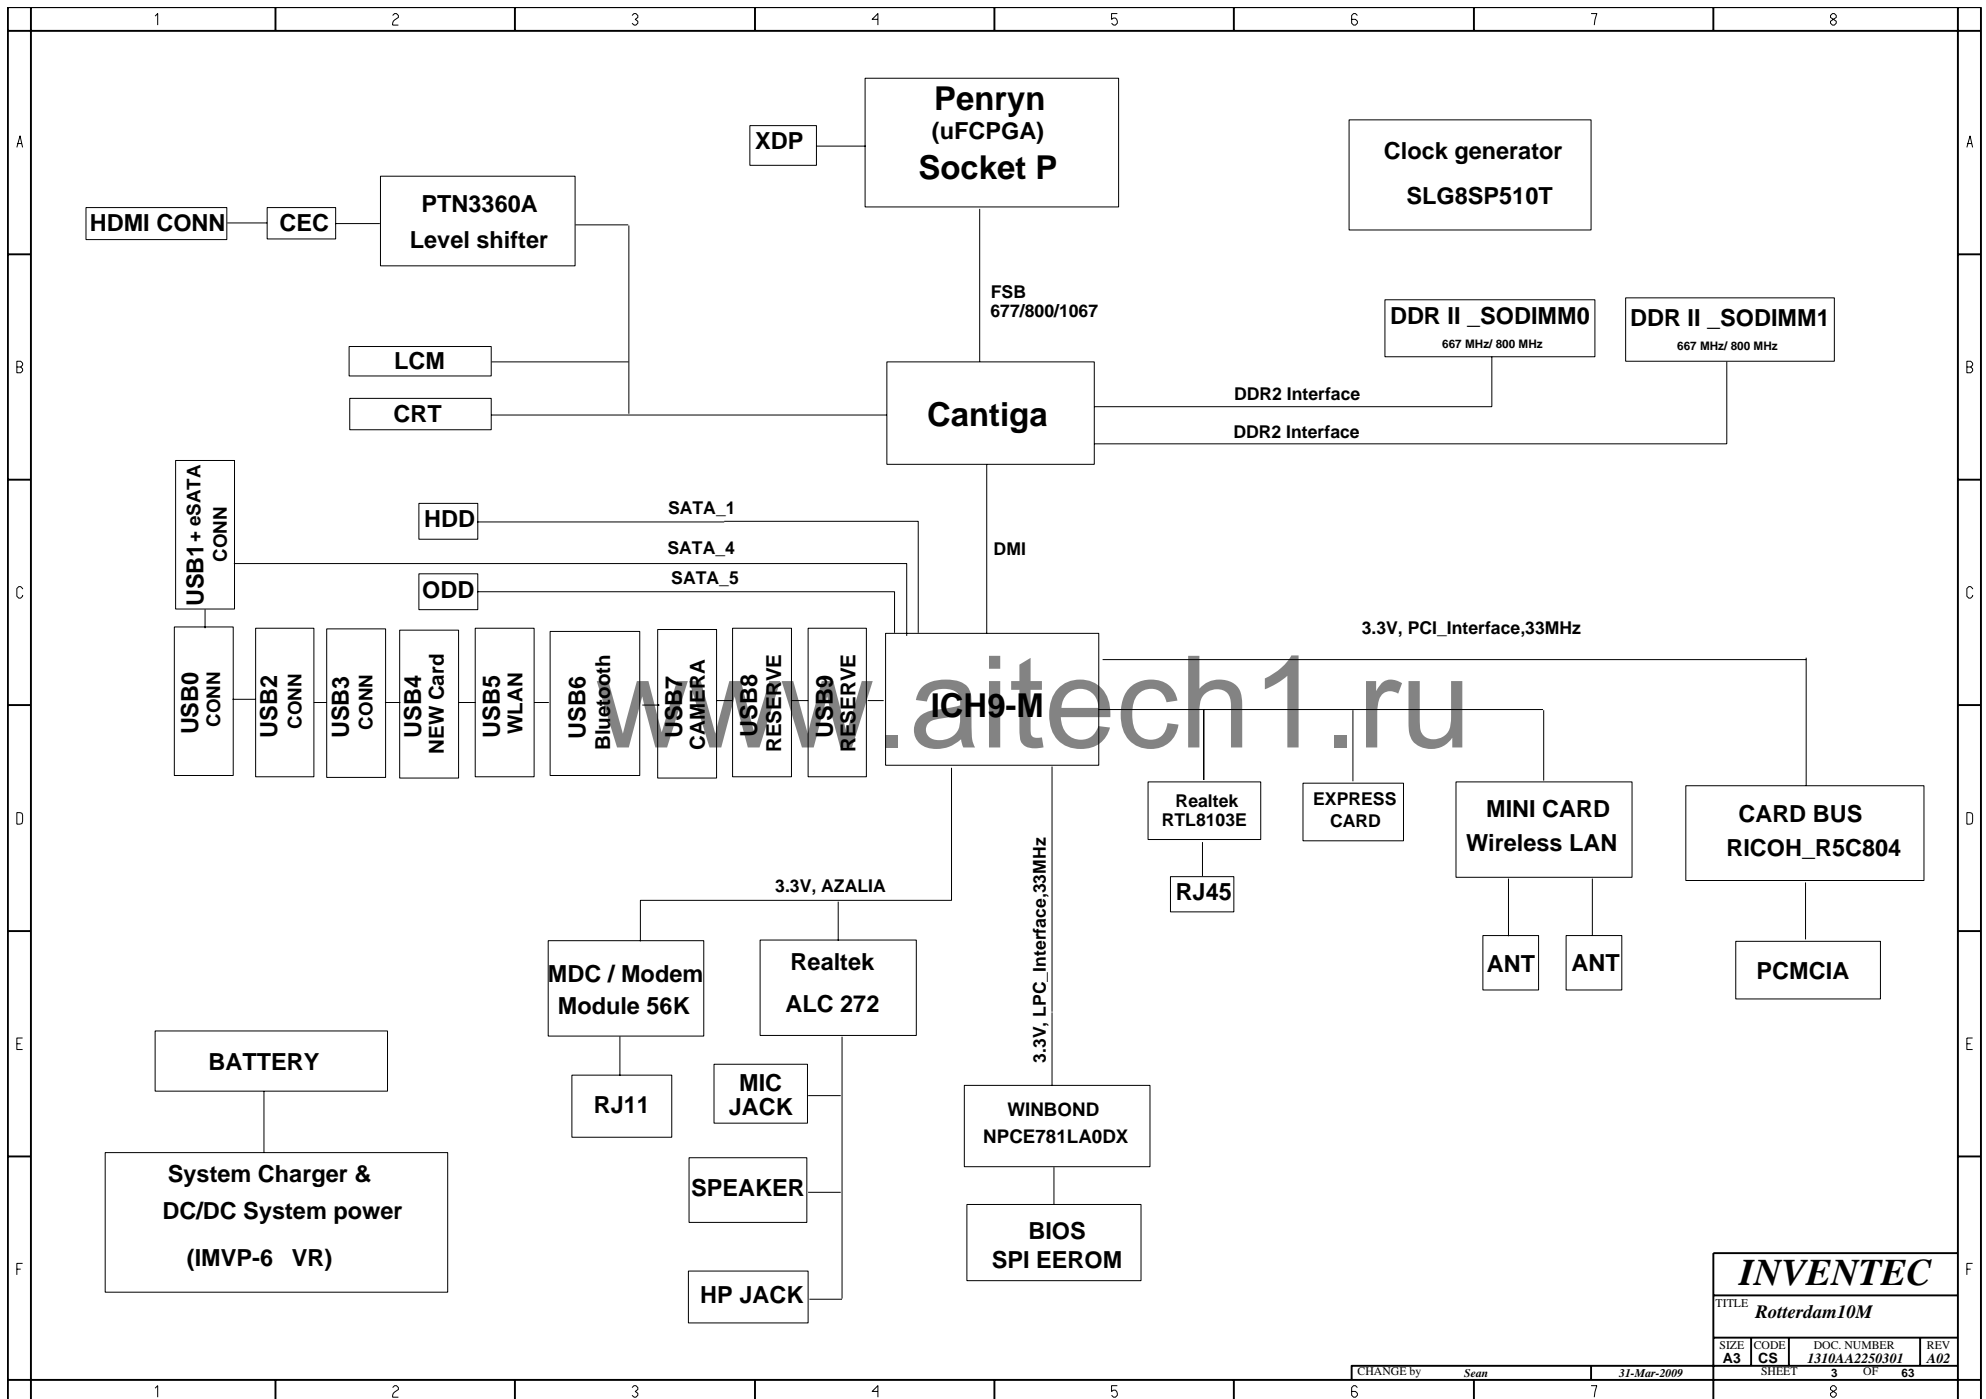 1 2 3 4 5 6 7 8
A
B
C
D
E
F
A
B
C
D
E
F
Penryn
(uFCPGA)
Socket P
XDP
Clock generator
SLG8SP510T
PTN3360A
Level shifter
HDMI CONN
CEC
FSB
677/800/1067
DDR II _SODIMM0
667 MHz/ 800 MHz
DDR II _SODIMM1
667 MHz/ 800 MHz
LCM
CRT
Cantiga
DDR2 Interface
DDR2 Interface
USB1+ eSATA
CONN
HDD
SATA_1
SATA_4
ODD
SATA_5
DMI
3.3V, PCI_Interface,33MHz
USB0
CONN
USB2
CONN
USB3
CONN
USB4
NEW Card
USB5
WLAN
USB6
Bluetooth
USB7
CAMERA
USB8
RESERVE
USB9
RESERVE
ICH9-M
www.aitech1.ru
Realtek
RTL8103E
EXPRESS
CARD
MINI CARD
Wireless LAN
CARD BUS
RICOH_R5C804
RJ45
ANT
ANT
PCMCIA
3.3V, AZALIA
3.3V, LPC_Interface,33MHz
MDC / Modem
Module 56K
Realtek
ALC 272
RJ11
MIC
JACK
SPEAKER
HP JACK
WINBOND
NPCE781LA0DX
BIOS
SPI EEROM
BATTERY
System Charger &
DC/DC System power
(IMVP-6 VR)
INVENTEC
TITLE Rotterdam10M
SIZE CODE DOC. NUMBER REV
A3 CS 1310AA2250301 A02
CHANGE by Sean 31-Mar-2009 SHEET 3 OF 63
1 2 3 4 5 6 7 8